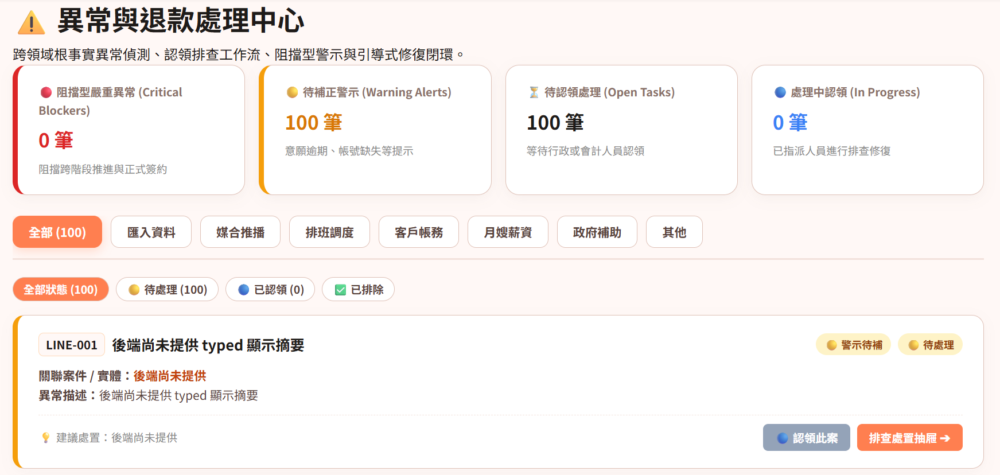 ⚠️ 異常與退款處理中心
跨領域根事實異常偵測、認領排查工作流、阻擋型警示與引導式修復閉環。
🔴 阻擋型嚴重異常 (Critical
Blockers)
0 筆
阻擋跨階段推進與正式簽約
🟡 待補正警示 (Warning Alerts)
100 筆
意願逾期、帳號缺失等提示
⏳ 待認領處理 (Open Tasks)
100 筆
等待行政或會計人員認領
🔵 處理中認領 (In Progress)
0 筆
已指派人員進行排查修復
全部 (100)
匯入資料
媒合推播
排班調度
客戶帳務
月嫂薪資
政府補助
其他
全部狀態 (100)
🟡 待處理 (100)
🔵 已認領 (0)
✅ 已排除
LINE-001 後端尚未提供 typed 顯示摘要
🟡 警示待補
🟡 待處理
關聯案件 / 實體：後端尚未提供
異常描述：後端尚未提供 typed 顯示摘要
💡 建議處置：後端尚未提供
🔵 認領此案
排查處置抽屜 ➔